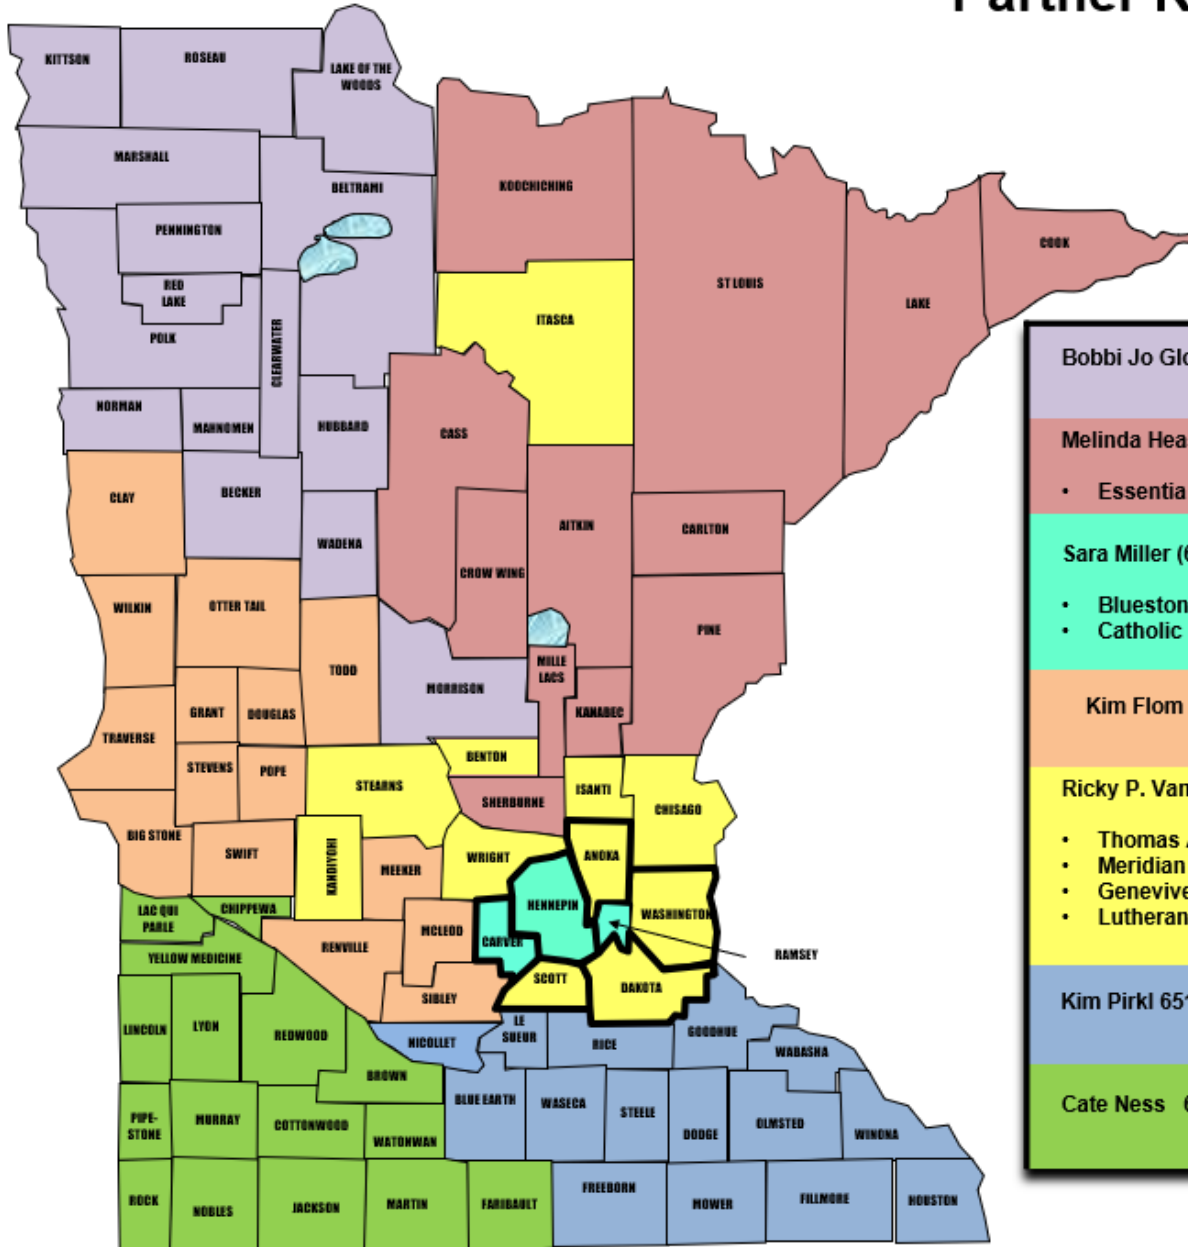 KITTSON
ROSEAU
LAKE OF THE
WOODS
MARSHALL
BELTRAMI
KOOCHICHING
PENNINGTON
COOK
RED
LAKE
ST LOUIS
LAKE
ITASCA
POLK
CLEARWATER
NORMAN
MAHNOMEN
HUBBARD
CASS
CLAY
BECKER
AITKIN
CARLTON
WADENA
CROW WING
WILKIN
OTTER TAIL
PINE
TODD
MILLE
LACS
MORRISON
GRANT
DOUGLAS
KANABEC
TRAVERSE
STEVENS
POPE
BENTON
STEARNS
ISANTI
SHERBURNE
CHISAGO
BIG STONE
SWIFT
KANDIYOHI
MEEKER
WRIGHT
ANOKA
HENNEPIN
WASHINGTON
LAC QUI
PARLE
CHIPPEWA
MCLEOD
CARVER
RENVILLE
RAMSEY
YELLOW MEDICINE
SCOTT
DAKOTA
SIBLEY
LINCOLN
LYON
REDWOOD
NICOLLET
LE
SUEUR
RICE
GOODHUE
WABASHA
BROWN
BLUE EARTH
WASECA
STEELE
DODGE
OLMSTED
WINONA
PIPE-
STONE
MURRAY
COTTONWOOD
WATONWAN
ROCK
NOBLES
JACKSON
MARTIN
FARIBAULT
FREEBORN
MOWER
FILLMORE
HOUSTON
Bobbi Jo Glo
Melinda Hea
• Essentia
Sara Miller (6
• Blueston
• Catholic
Kim Flom
Ricky P. Van
• Thomas
• Meridian
• Genevive
• Lutheran
Kim Pirkl 651
Cate Ness 6